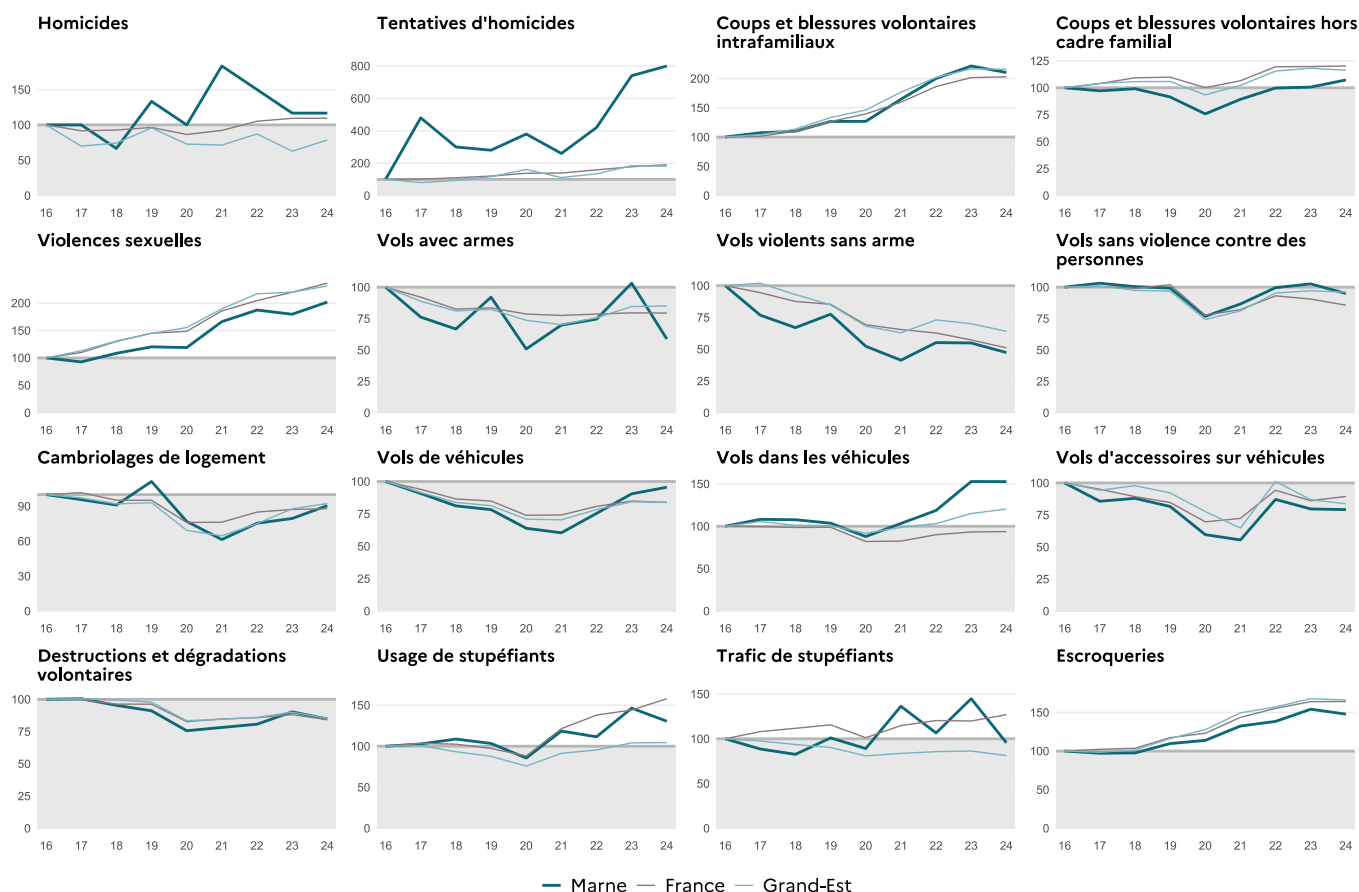 Homicides
Tentatives d'homicides
Coups et blessures volontaires
intrafamiliaux
Coups et blessures volontaires hors
cadre familial
150
100
50
0
16 17 18 19 20 21 22 23 24
800
600
400
200
0
16 17 18 19 20 21 22 23 24
200
150
100
50
0
16 17 18 19 20 21 22 23 24
125
100
75
50
25
0
16 17 18 19 20 21 22 23 24
Violences sexuelles
Vols avec armes
Vols violents sans arme
Vols sans violence contre des
personnes
200
150
100
50
0
16 17 18 19 20 21 22 23 24
100
75
50
25
0
16 17 18 19 20 21 22 23 24
100
75
50
25
0
16 17 18 19 20 21 22 23 24
100
75
50
25
0
16 17 18 19 20 21 22 23 24
Cambriolages de logement
Vols de véhicules
Vols dans les véhicules
Vols d'accessoires sur véhicules
90
60
30
0
16 17 18 19 20 21 22 23 24
100
75
50
25
0
16 17 18 19 20 21 22 23 24
150
100
50
0
16 17 18 19 20 21 22 23 24
100
75
50
25
0
16 17 18 19 20 21 22 23 24
Destructions et dégradations
volontaires
Usage de stupéfiants
Trafic de stupéfiants
Escroqueries
100
75
50
25
0
16 17 18 19 20 21 22 23 24
150
100
50
0
16 17 18 19 20 21 22 23 24
150
100
50
0
16 17 18 19 20 21 22 23 24
150
100
50
0
16 17 18 19 20 21 22 23 24
Marne France Grand-Est